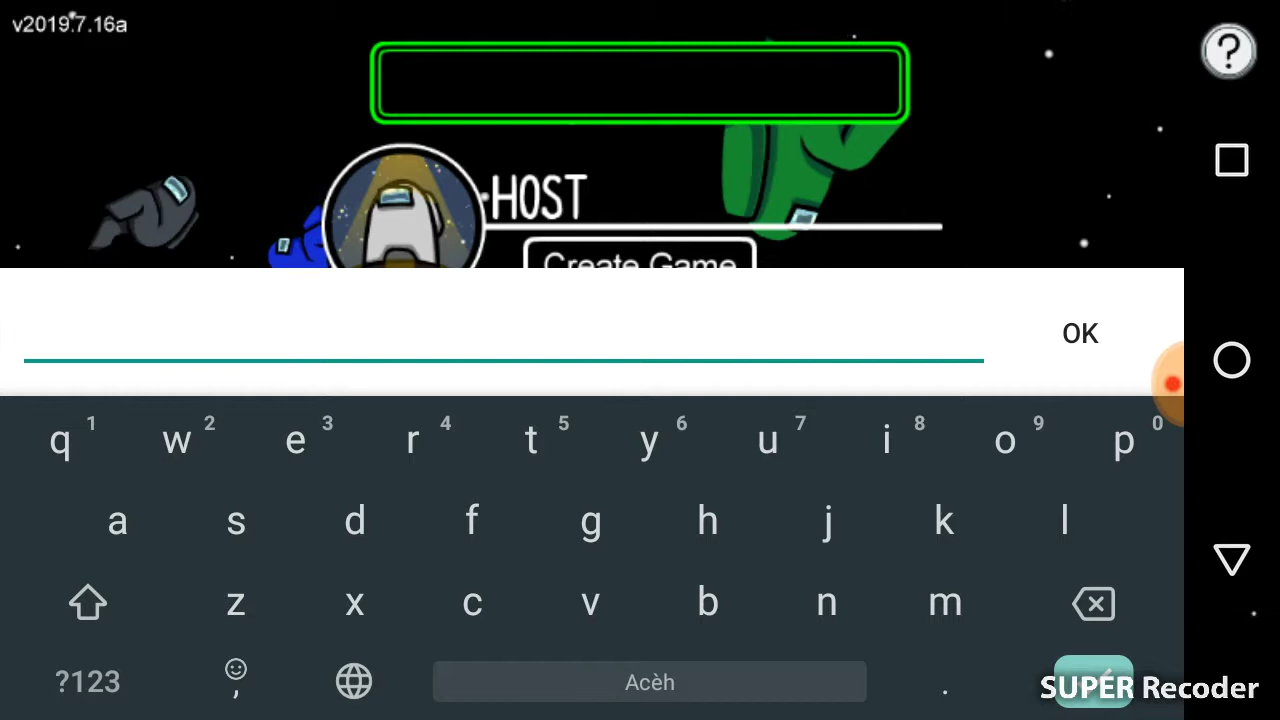 v2019.7.16a
?
HOST
Create Game
OK
q 1 w 2 e 3 r 4 t 5 y 6 u 7 i 8 o 9 p 0
a s d f g h j k l
z x c v b n m
?123 , Acèh .
SUPER Recoder